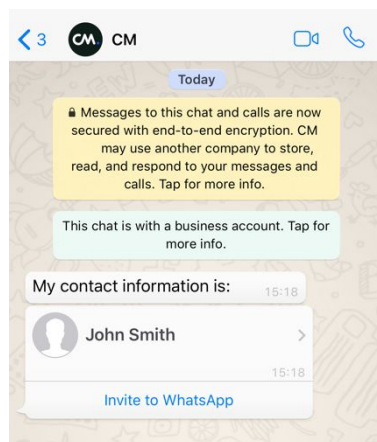 3 CM. CM
Today
Messages to this chat and calls are now
secured with end-to-end encryption. CM
may use another company to store,
read, and respond to your messages and
calls. Tap for more info.
This chat is with a business account. Tap for
more info.
My contact information is: 15:18
John Smith
15:18
Invite to WhatsApp